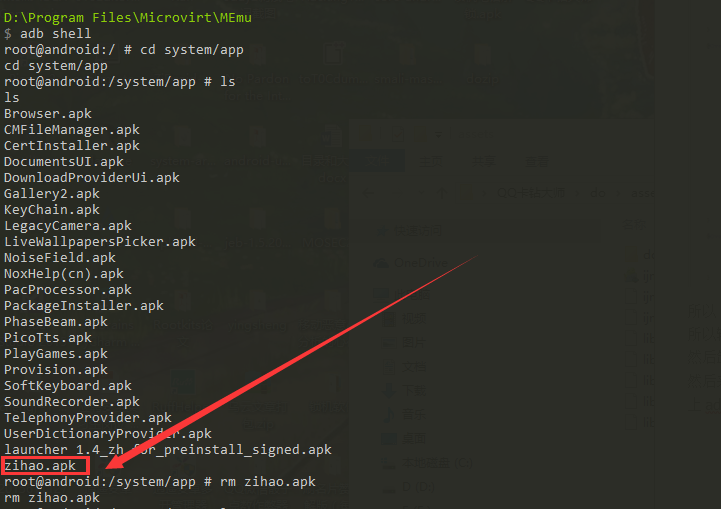 D:\Program Files\Microvirt\MEmu
$ adb shell
root@android:/ # cd system/app
cd system/app
root@android:/system/app # ls
ls
Browser.apk
CMFileManager.apk
CertInstaller.apk
DocumentsUI.apk
DownloadProviderUi.apk
Gallery2.apk
KeyChain.apk
LegacyCamera.apk
LiveWallpapersPicker.apk
NoiseField.apk
NoxHelp(cn).apk
PacProcessor.apk
PackageInstaller.apk
PhaseBeam.apk
PicoTts.apk
PlayGames.apk
Provision.apk
SoftKeyboard.apk
SoundRecorder.apk
TelephonyProvider.apk
UserDictionaryProvider.apk
launcher_1.4_zh_for_preinstall_signed.apk
zihao.apk
root@android:/system/app # rm zihao.apk
rm zihao.apk